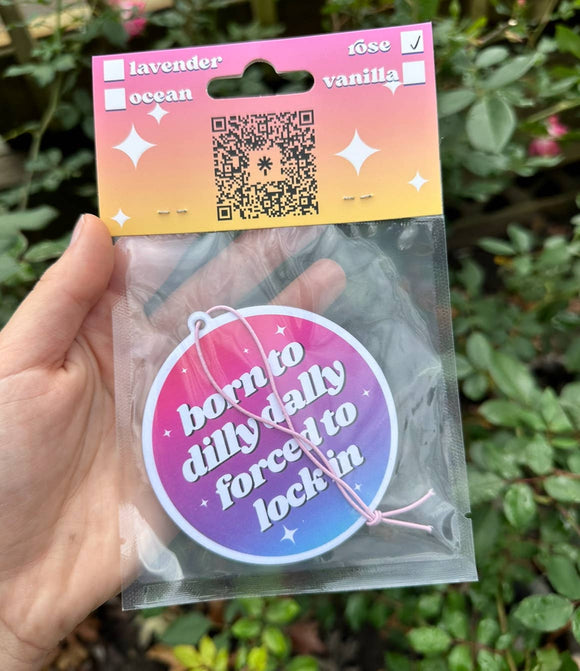 lavender
ocean
rose ✓
vanilla
born to
dilly dally
forced to
lock in